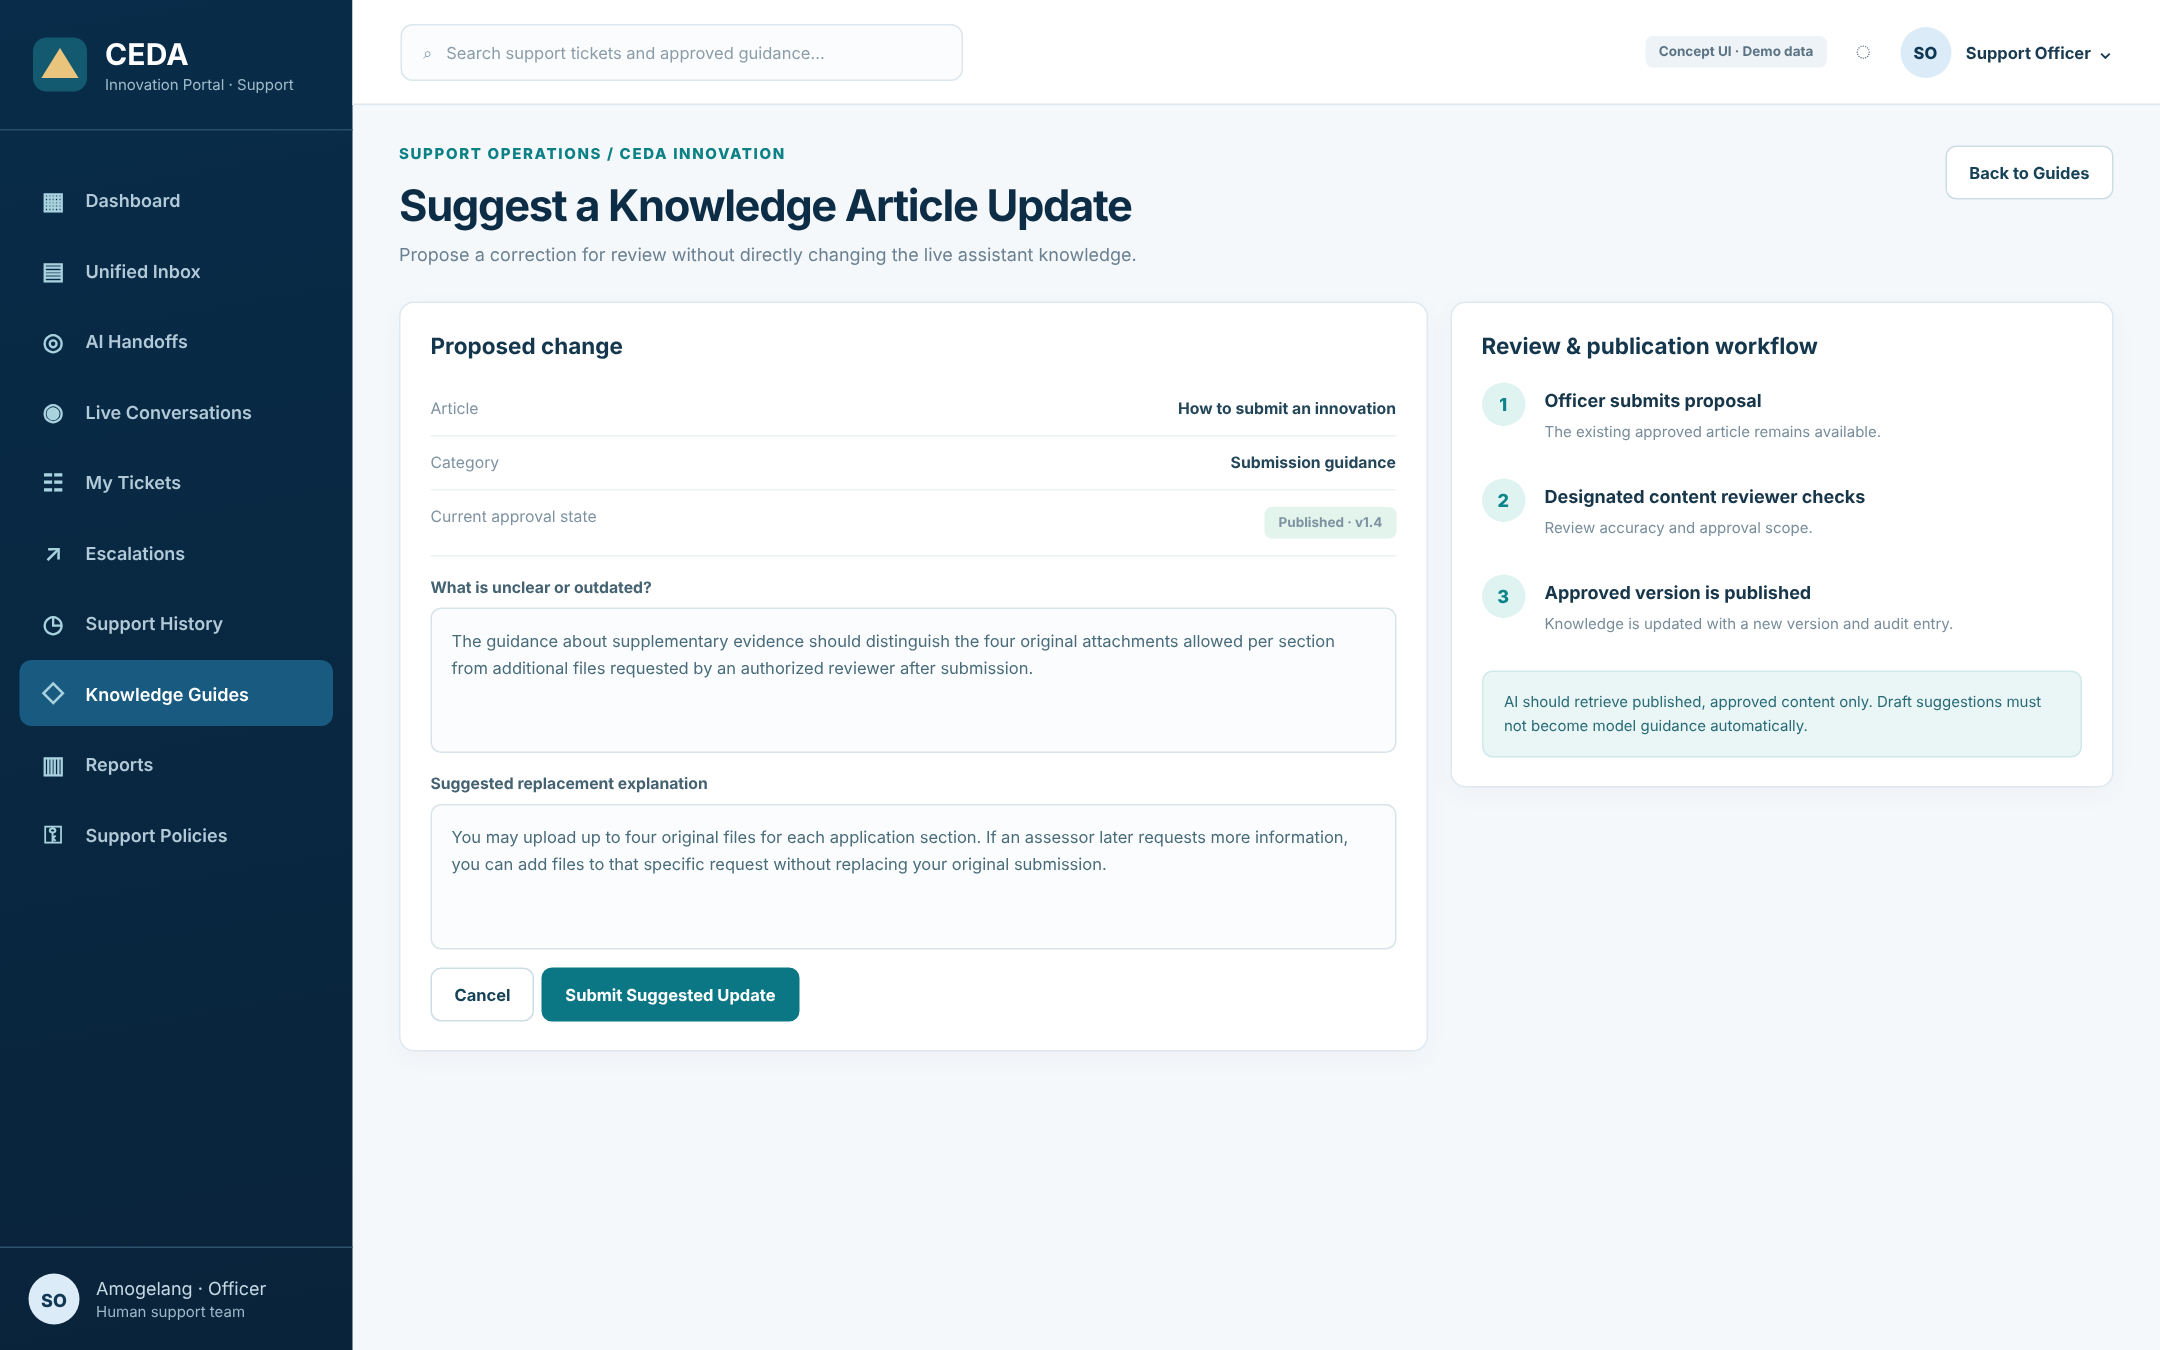 CEDA
Innovation Portal · Support
Dashboard
Unified Inbox
AI Handoffs
Live Conversations
My Tickets
Escalations
Support History
Knowledge Guides
Reports
Support Policies
SO
Amogelang · Officer
Human support team
Search support tickets and approved guidance...
Concept UI · Demo data
SO
Support Officer
SUPPORT OPERATIONS / CEDA INNOVATION
Suggest a Knowledge Article Update
Propose a correction for review without directly changing the live assistant knowledge.
Back to Guides
Proposed change
Article
How to submit an innovation
Category
Submission guidance
Current approval state
Published · v1.4
What is unclear or outdated?
The guidance about supplementary evidence should distinguish the four original attachments allowed per section
from additional files requested by an authorized reviewer after submission.
Suggested replacement explanation
You may upload up to four original files for each application section. If an assessor later requests more information,
you can add files to that specific request without replacing your original submission.
Cancel
Submit Suggested Update
Review & publication workflow
1
Officer submits proposal
The existing approved article remains available.
2
Designated content reviewer checks
Review accuracy and approval scope.
3
Approved version is published
Knowledge is updated with a new version and audit entry.
AI should retrieve published, approved content only. Draft suggestions must
not become model guidance automatically.